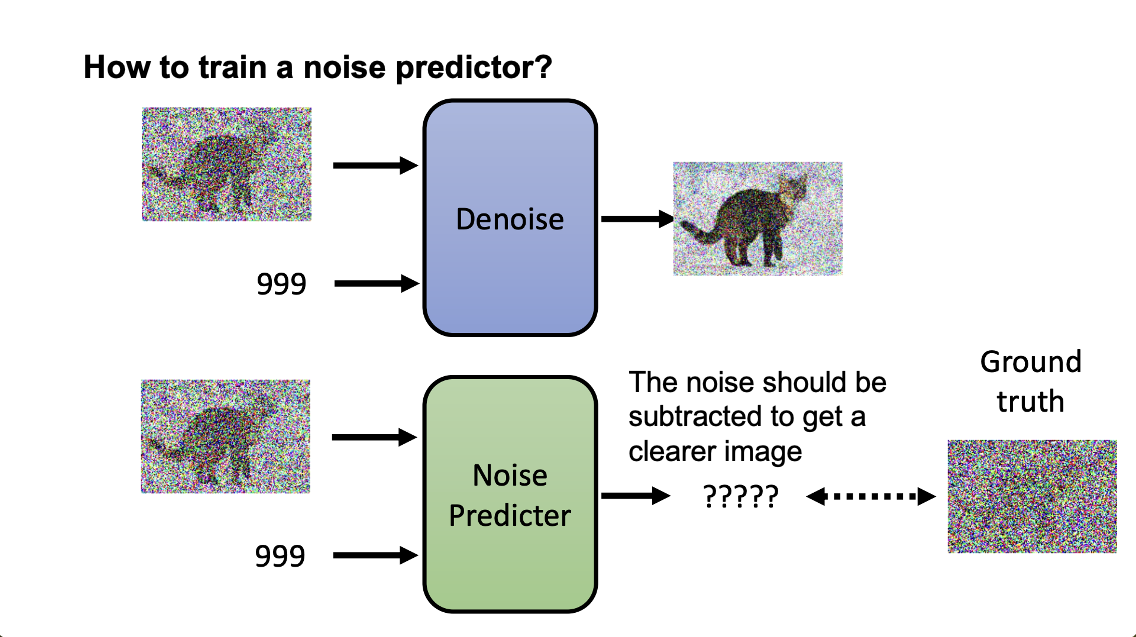 How to train a noise predictor?
Denoise
999
Ground
truth
The noise should be
subtracted to get a
clearer image
Noise
Predicter
?????
999